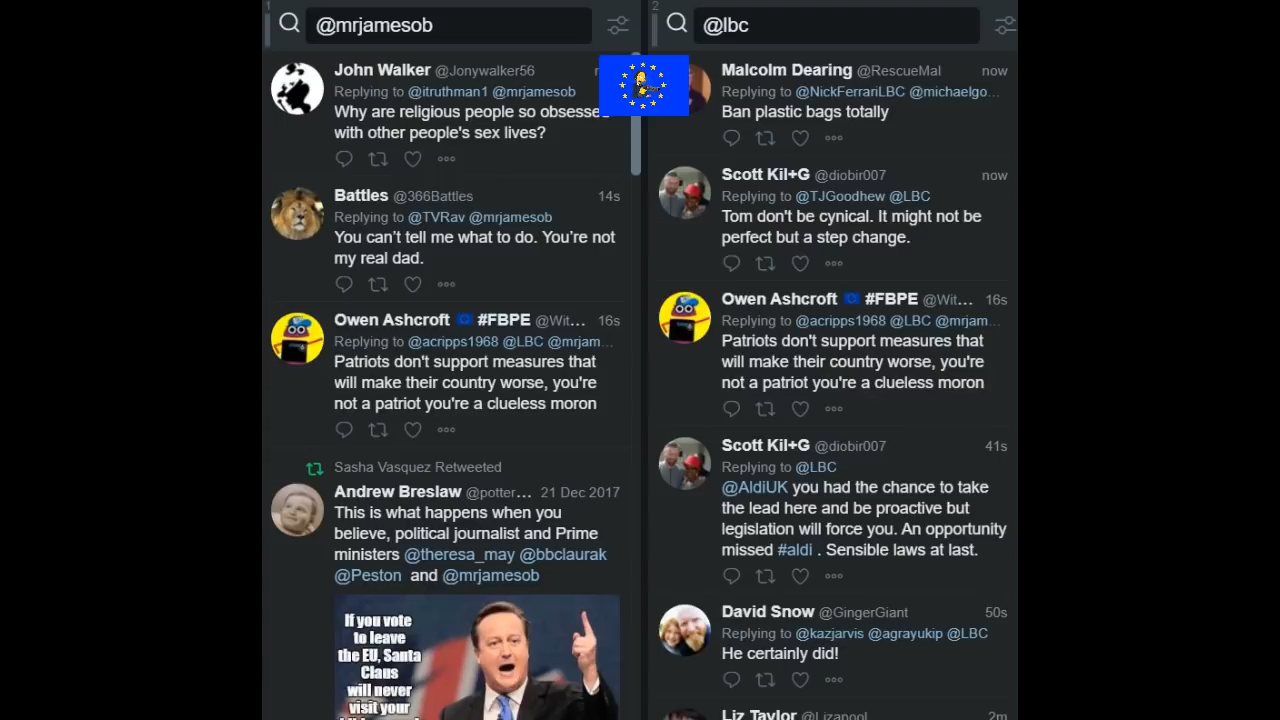 1
@mrjamesob
John Walker @Jonywalker56
Replying to @itruthman1 @mrjamesob
Why are religious people so obsessed
with other people's sex lives?
Battles @366Battles 14s
Replying to @TVRav @mrjamesob
You can't tell me what to do. You're not
my real dad.
Owen Ashcroft #FBPE @Wit... 16s
Replying to @acripps1968 @LBC @mrjam...
Patriots don't support measures that
will make their country worse, you're
not a patriot you're a clueless moron
Sasha Vasquez Retweeted
Andrew Breslaw @potter... 21 Dec 2017
This is what happens when you
believe, political journalist and Prime
ministers @theresa_may @bbclaurak
@Peston and @mrjamesob
If you vote
to leave
the EU, Santa
Claus
will never
visit your
2
@lbc
Malcolm Dearing @RescueMal now
Replying to @NickFerrariLBC @michaelgo...
Ban plastic bags totally
Scott Kil+G @diobir007 now
Replying to @TJGoodhew @LBC
Tom don't be cynical. It might not be
perfect but a step change.
Owen Ashcroft #FBPE @Wit... 16s
Replying to @acripps1968 @LBC @mrjam...
Patriots don't support measures that
will make their country worse, you're
not a patriot you're a clueless moron
Scott Kil+G @diobir007 41s
Replying to @LBC
@AldiUK you had the chance to take
the lead here and be proactive but
legislation will force you. An opportunity
missed #aldi . Sensible laws at last.
David Snow @GingerGiant 50s
Replying to @kazjarvis @agrayukip @LBC
He certainly did!
Liz Taylor @Lizapool 2m